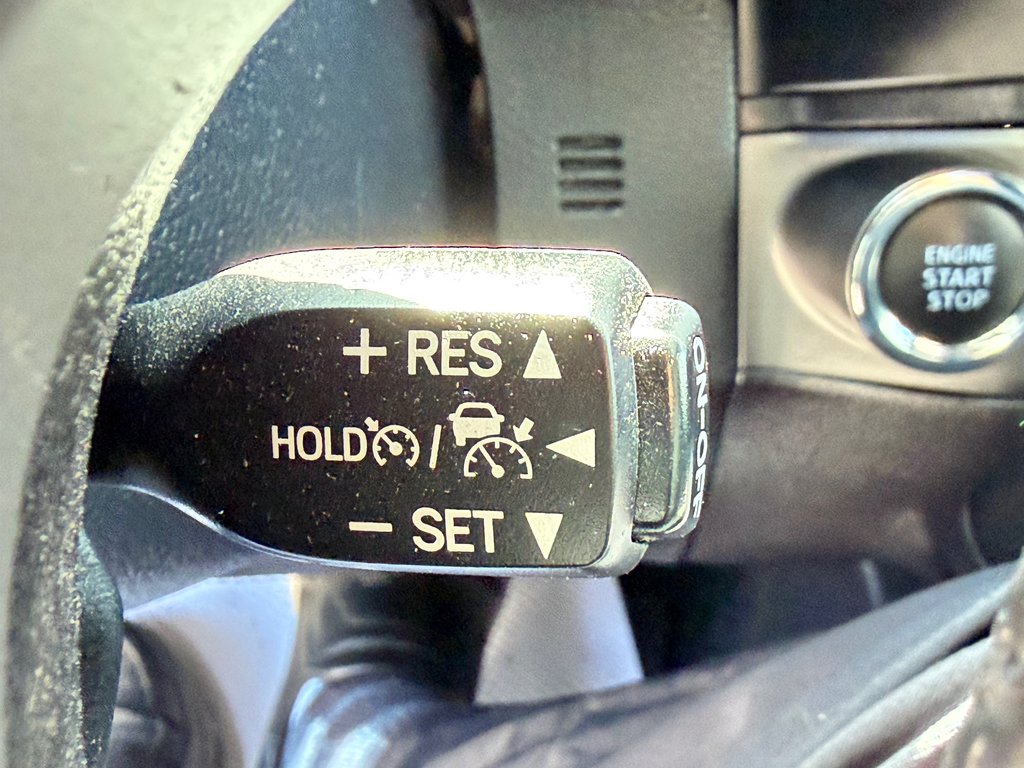 + RES ▲
HOLD / ◀
− SET ▼
ON-OFF
ENGINE
START
STOP